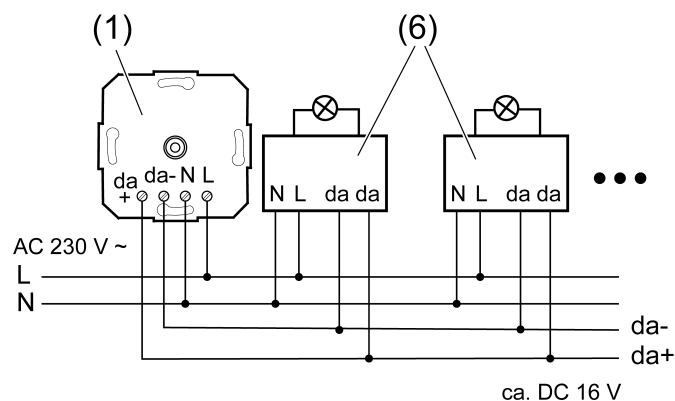 (1)
(6)
da
+
da- N L
N L da da
N L da da
AC 230 V ~
L
N
da-
da+
ca. DC 16 V